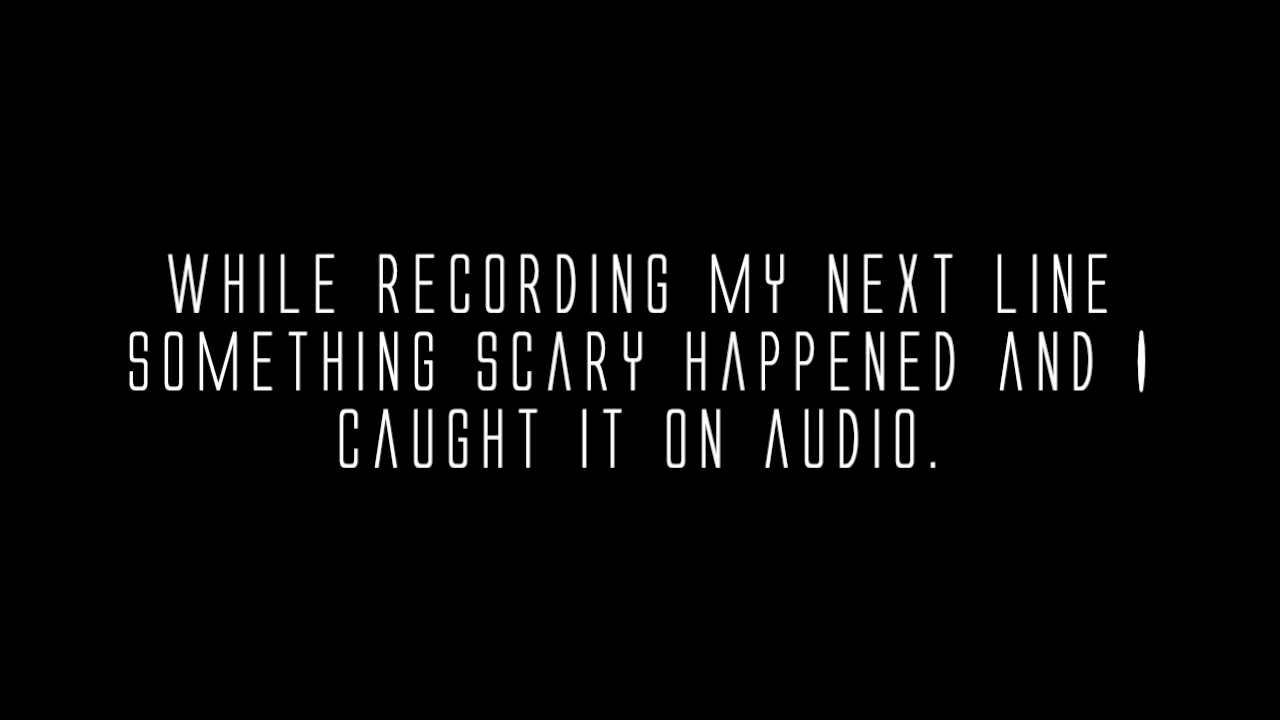 WHILE RECORDING MY NEXT LINE
SOMETHING SCARY HAPPENED AND I
CAUGHT IT ON AUDIO.